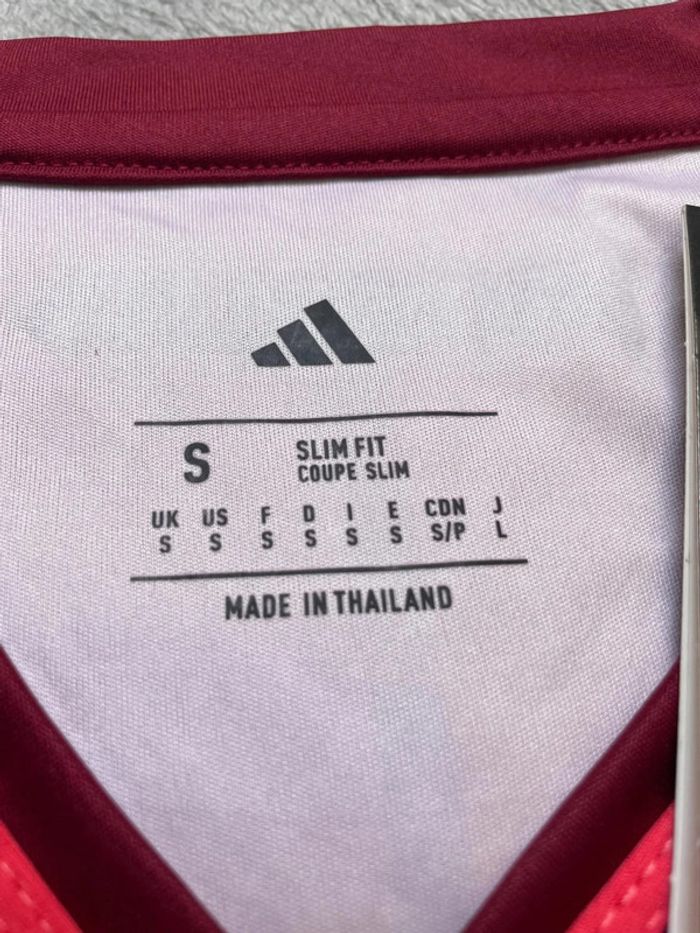 S
SLIM FIT
COUPE SLIM
UK US F D I E CDN J
S S S S S S S/P L
MADE IN THAILAND